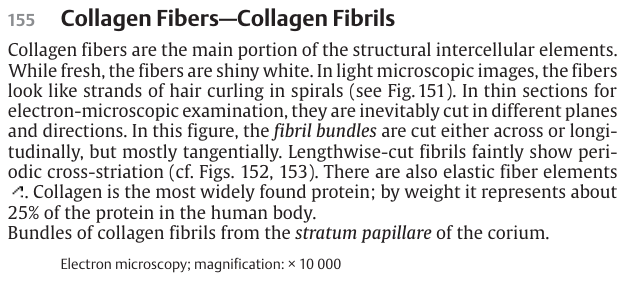 155 Collagen Fibers—Collagen Fibrils
Collagen fibers are the main portion of the structural intercellular elements.
While fresh, the fibers are shiny white. In light microscopic images, the fibers
look like strands of hair curling in spirals (see Fig. 151). In thin sections for
electron-microscopic examination, they are inevitably cut in different planes
and directions. In this figure, the fibril bundles are cut either across or longi-
tudinally, but mostly tangentially. Lengthwise-cut fibrils faintly show peri-
odic cross-striation (cf. Figs. 152, 153). There are also elastic fiber elements
↗. Collagen is the most widely found protein; by weight it represents about
25% of the protein in the human body.
Bundles of collagen fibrils from the stratum papillare of the corium.
Electron microscopy; magnification: × 10 000